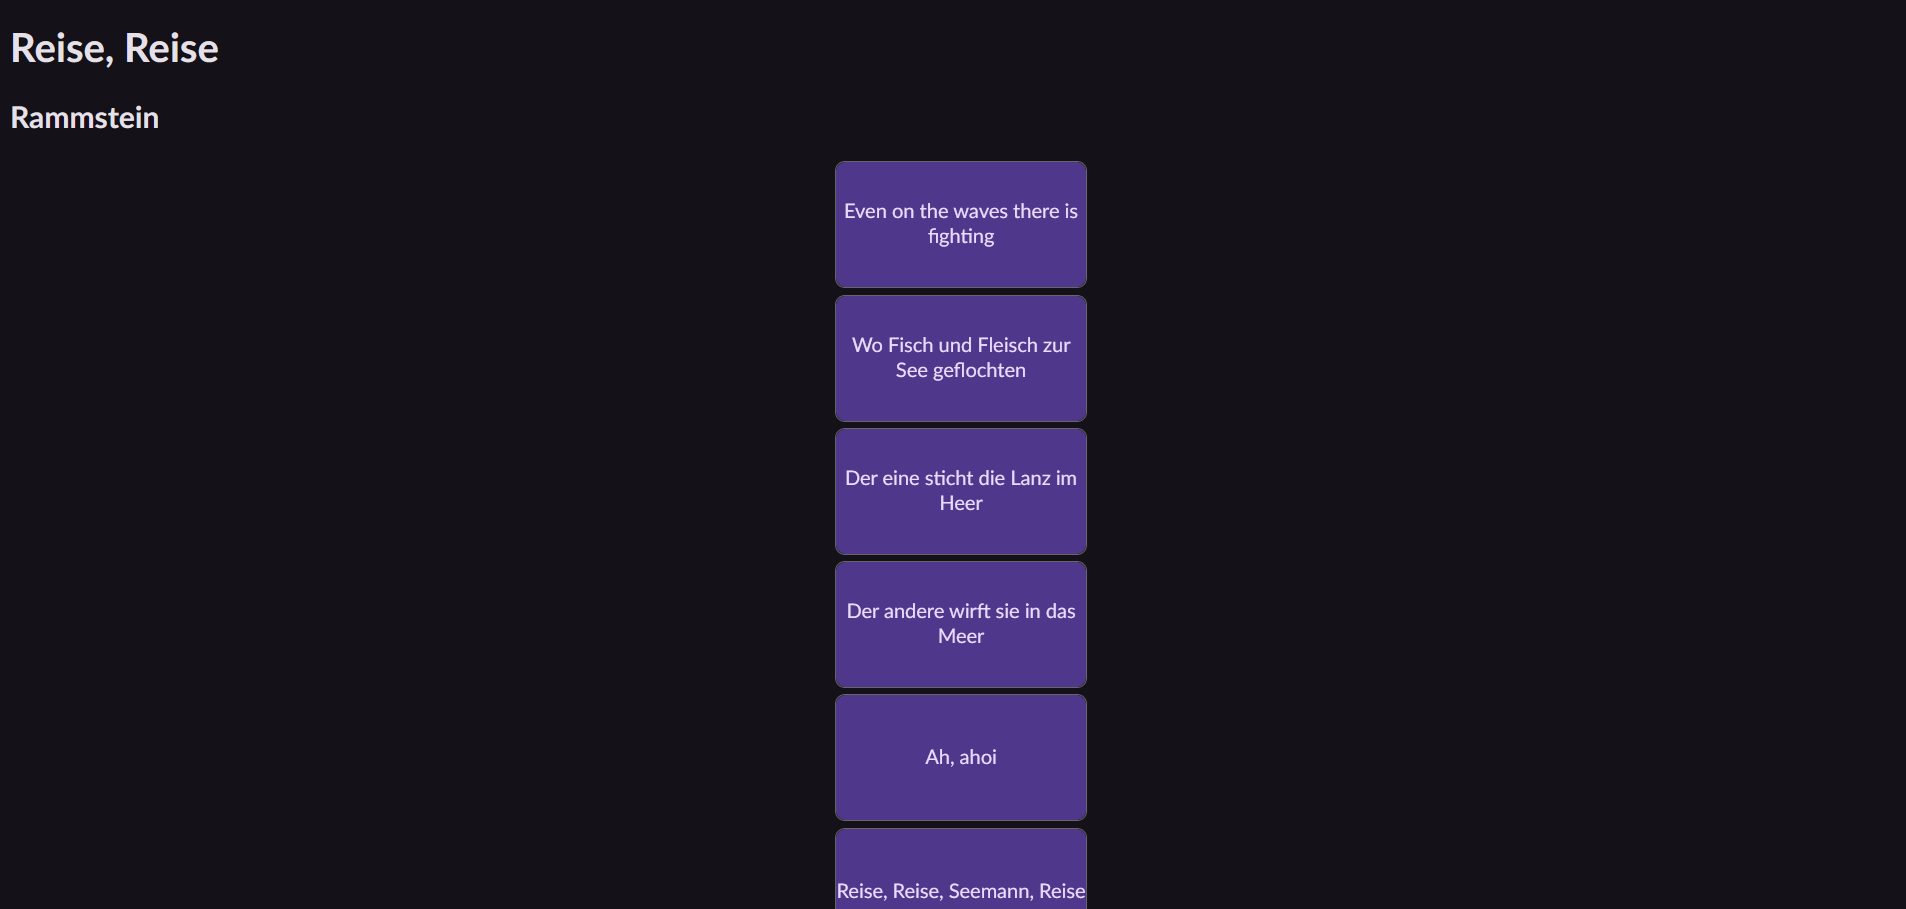 Reise, Reise
Rammstein
Even on the waves there is
fighting
Wo Fisch und Fleisch zur
See geflochten
Der eine sticht die Lanz im
Heer
Der andere wirft sie in das
Meer
Ah, ahoi
Reise, Reise, Seemann, Reise